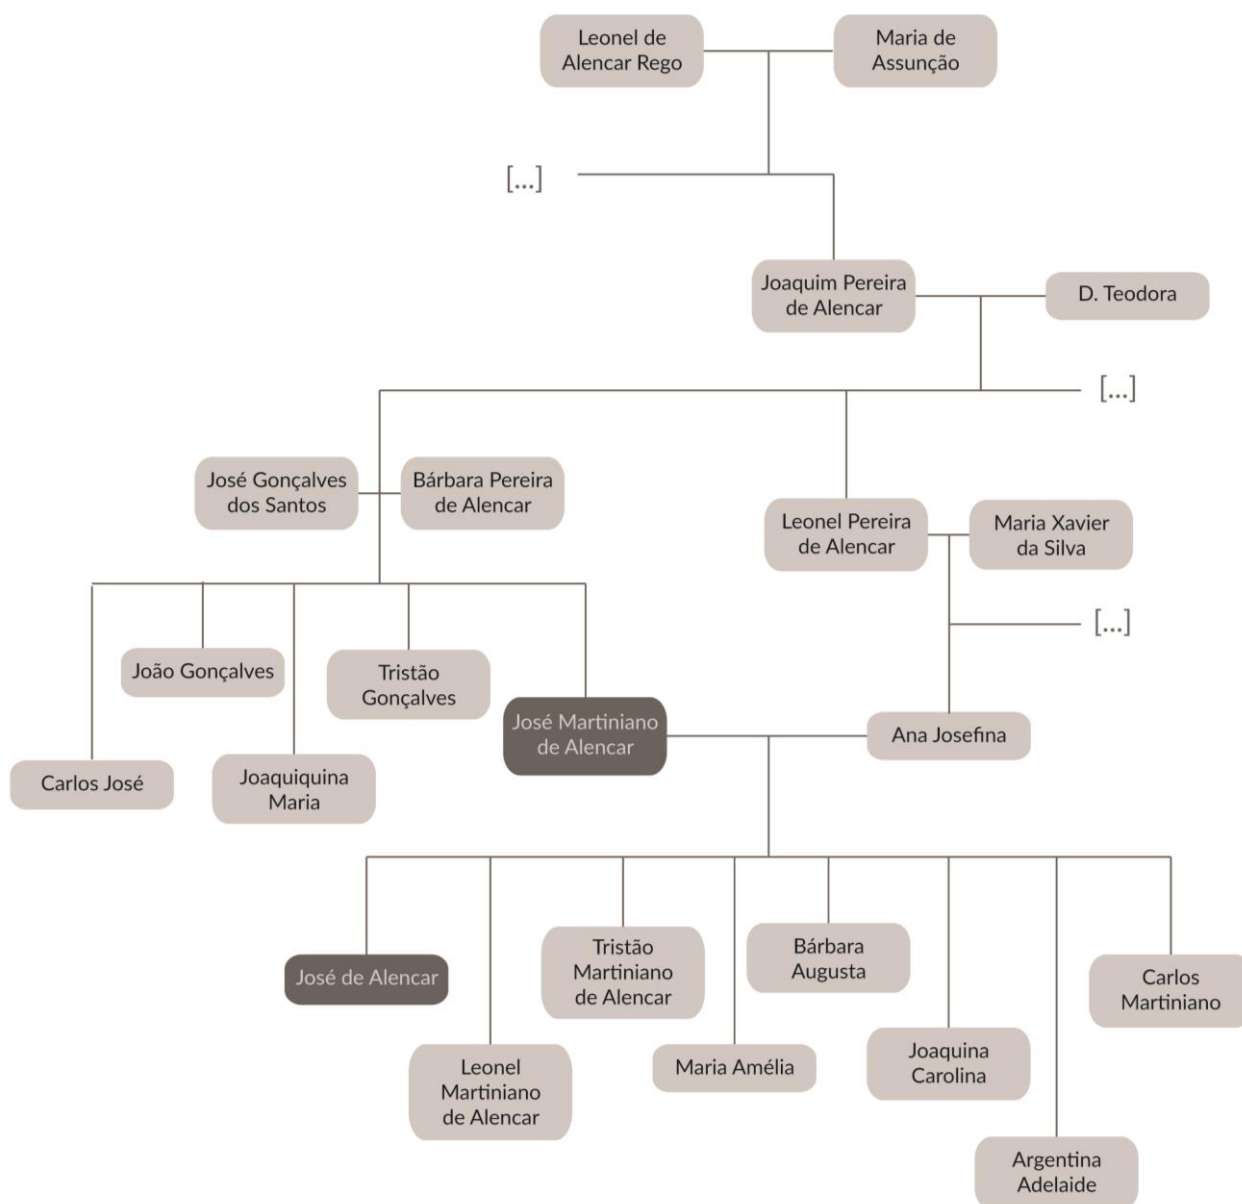 Leonel de
Alencar Rego
Maria de
Assunção
[...]
Joaquim Pereira
de Alencar
D. Teodora
[...]
José Gonçalves
dos Santos
Bárbara Pereira
de Alencar
Leonel Pereira
de Alencar
Maria Xavier
da Silva
[...]
João Gonçalves
Tristão
Gonçalves
José Martiniano
de Alencar
Ana Josefina
Carlos José
Joaquiquina
Maria
José de Alencar
Tristão
Martiniano
de Alencar
Bárbara
Augusta
Carlos
Martiniano
Leonel
Martiniano
de Alencar
Maria Amélia
Joaquina
Carolina
Argentina
Adelaide